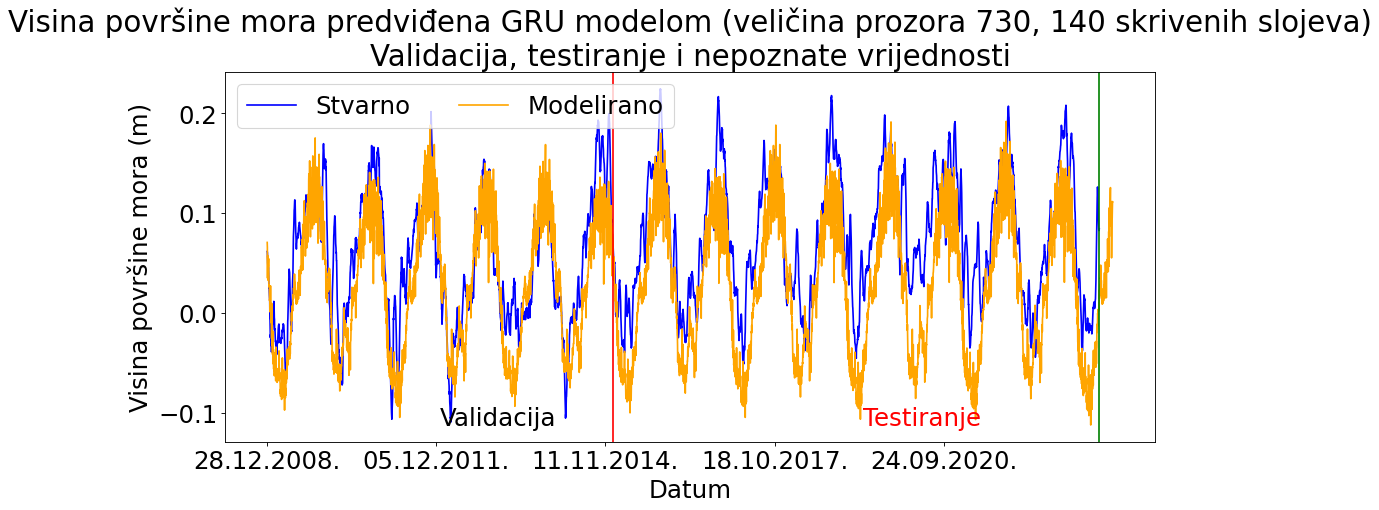 Visina površine mora predviđena GRU modelom (veličina prozora 730, 140 skrivenih slojeva)
Validacija, testiranje i nepoznate vrijednosti
Stvarno
Modelirano
Visina površine mora (m)
0.2
0.1
0.0
−0.1
Validacija
Testiranje
28.12.2008.
05.12.2011.
11.11.2014.
18.10.2017.
24.09.2020.
Datum